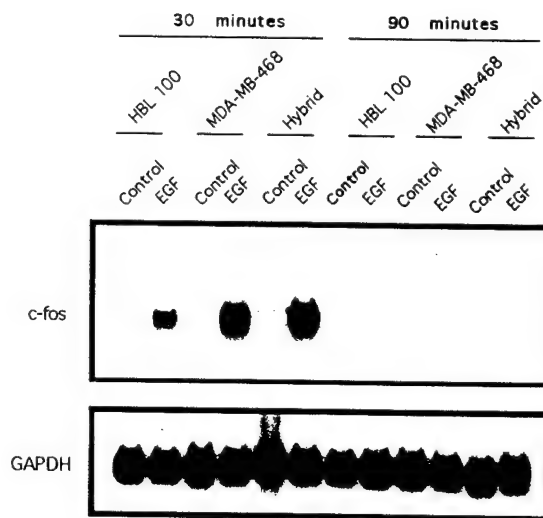 30 minutes 90 minutes
HBL 100 MDA-MB-468 Hybrid HBL 100 MDA-MB-468 Hybrid
Control EGF Control EGF Control EGF Control EGF Control EGF Control EGF
c-fos
GAPDH